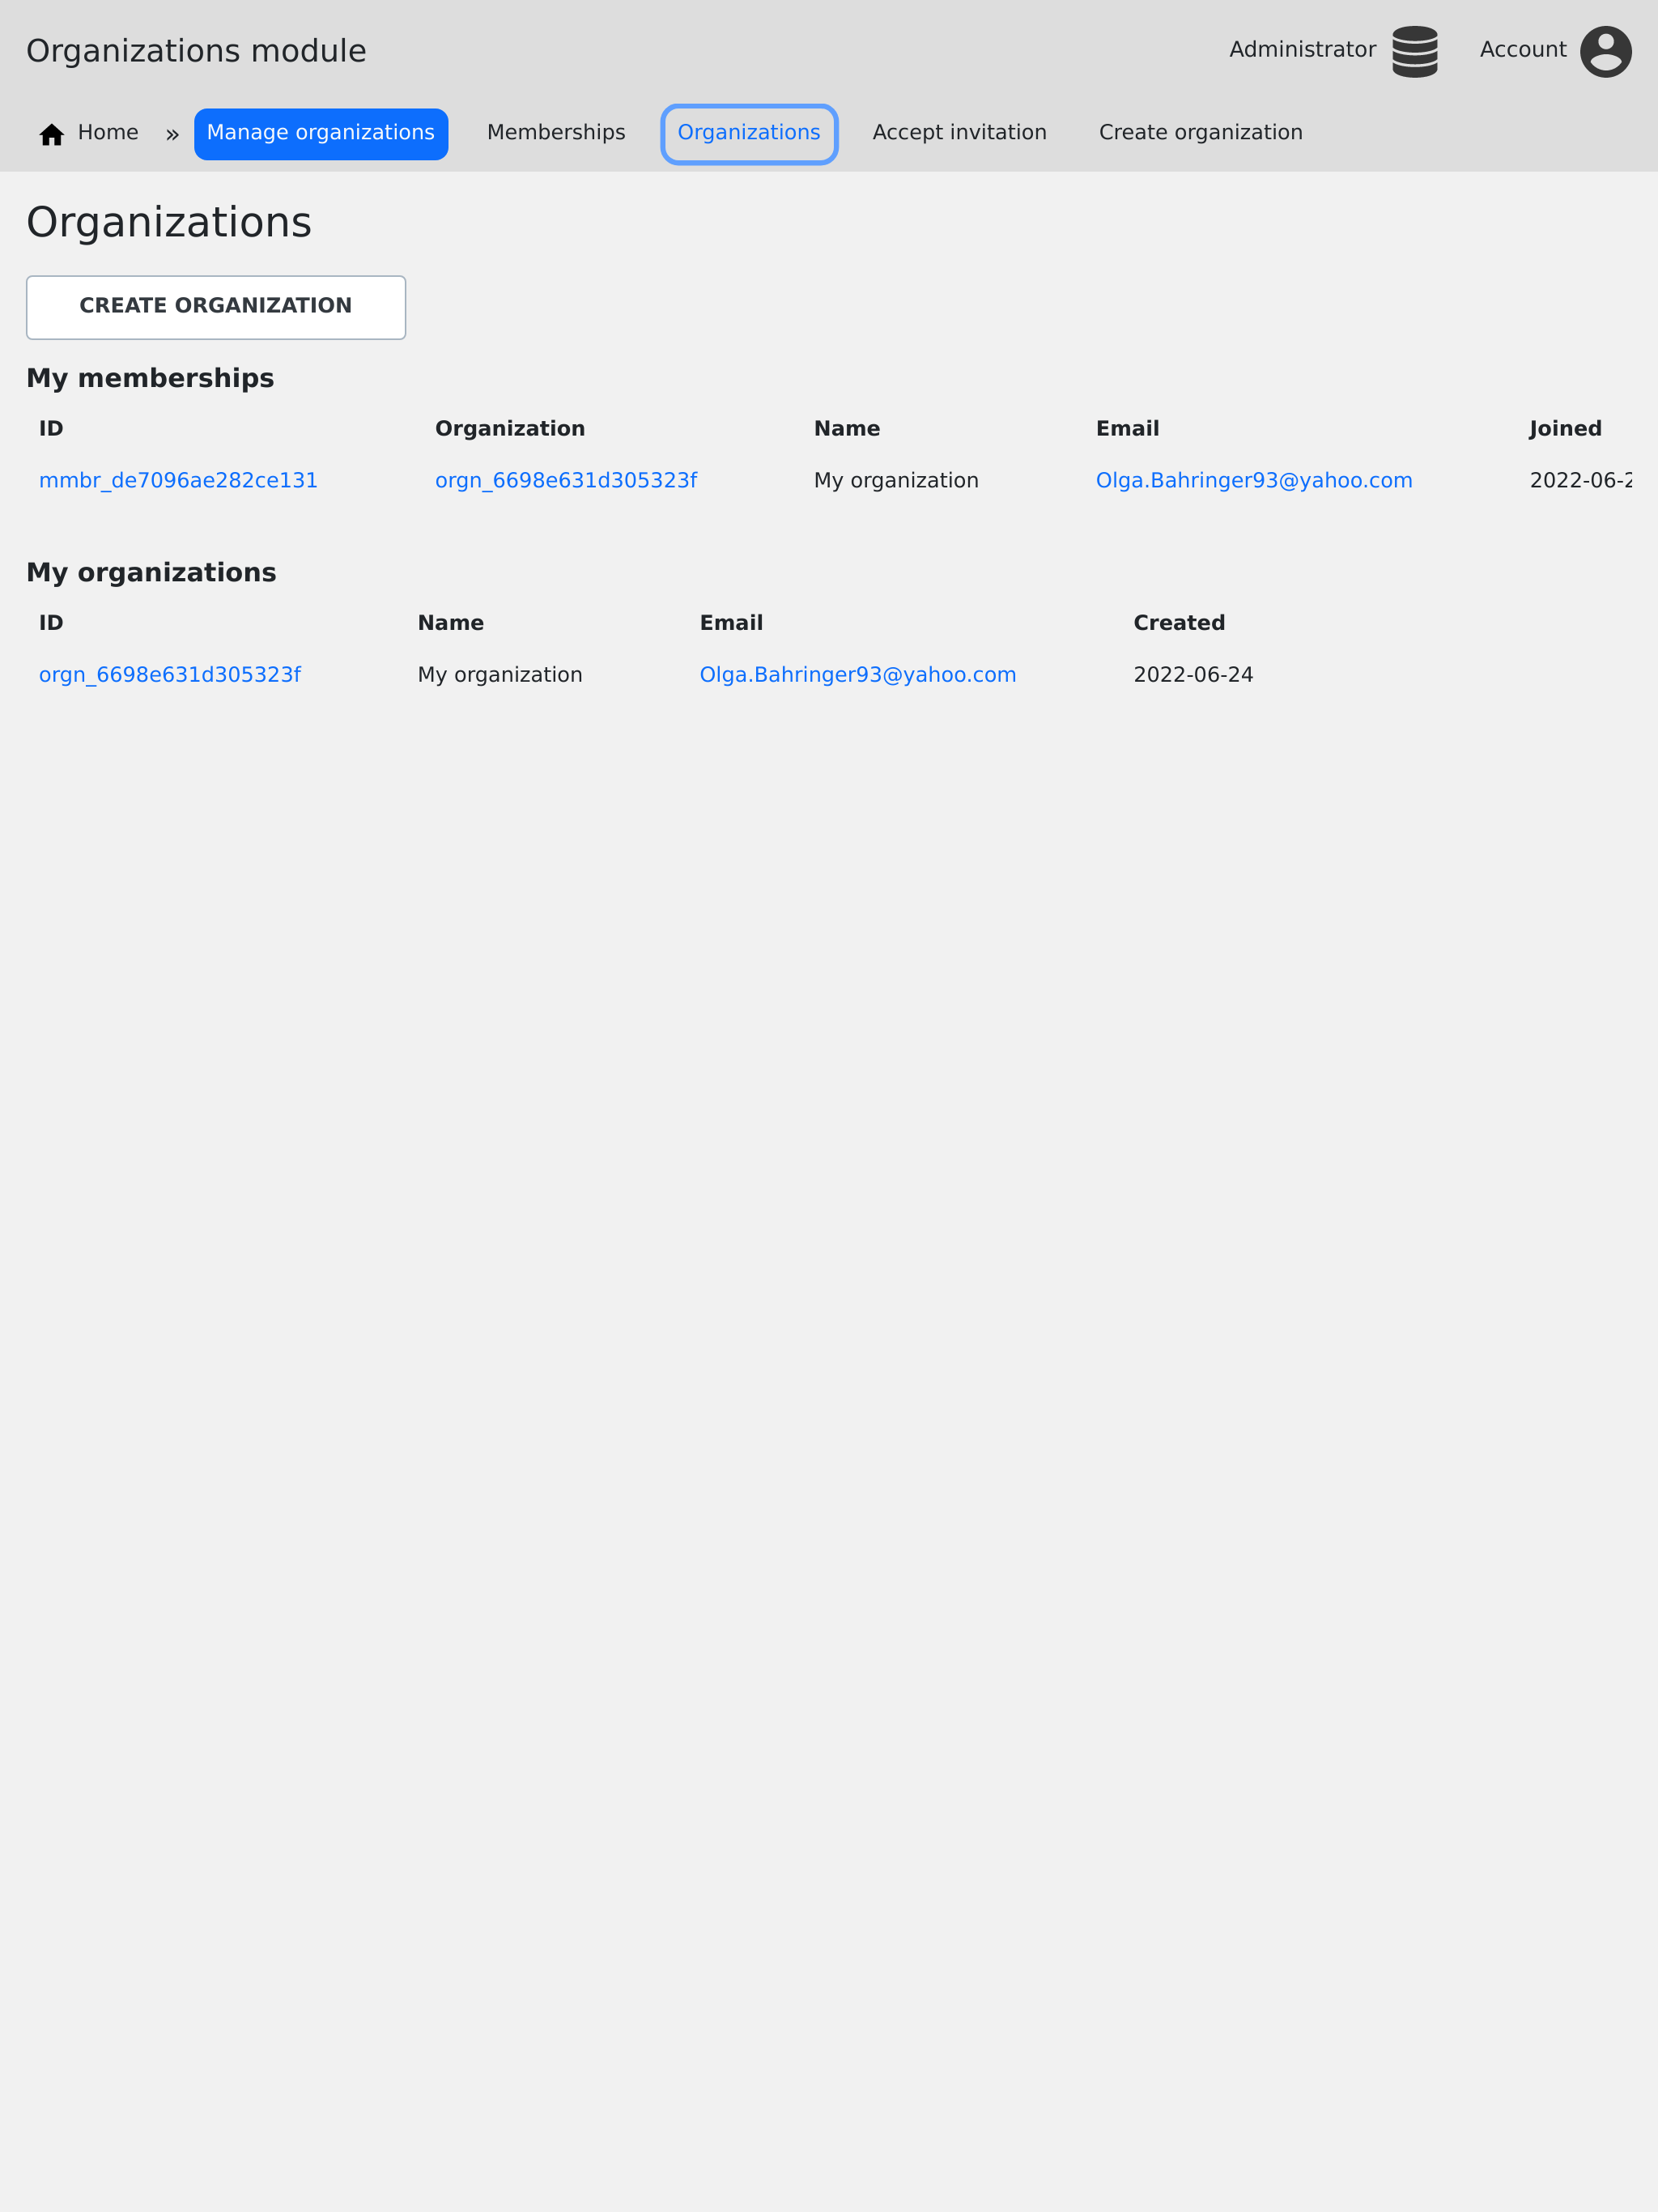 Organizations module Administrator Account
Home » Manage organizations Memberships Organizations Accept invitation Create organization
Organizations
CREATE ORGANIZATION
My memberships
ID Organization Name Email Joined
mmbr_de7096ae282ce131 orgn_6698e631d305323f My organization Olga.Bahringer93@yahoo.com 2022-06-2
My organizations
ID Name Email Created
orgn_6698e631d305323f My organization Olga.Bahringer93@yahoo.com 2022-06-24